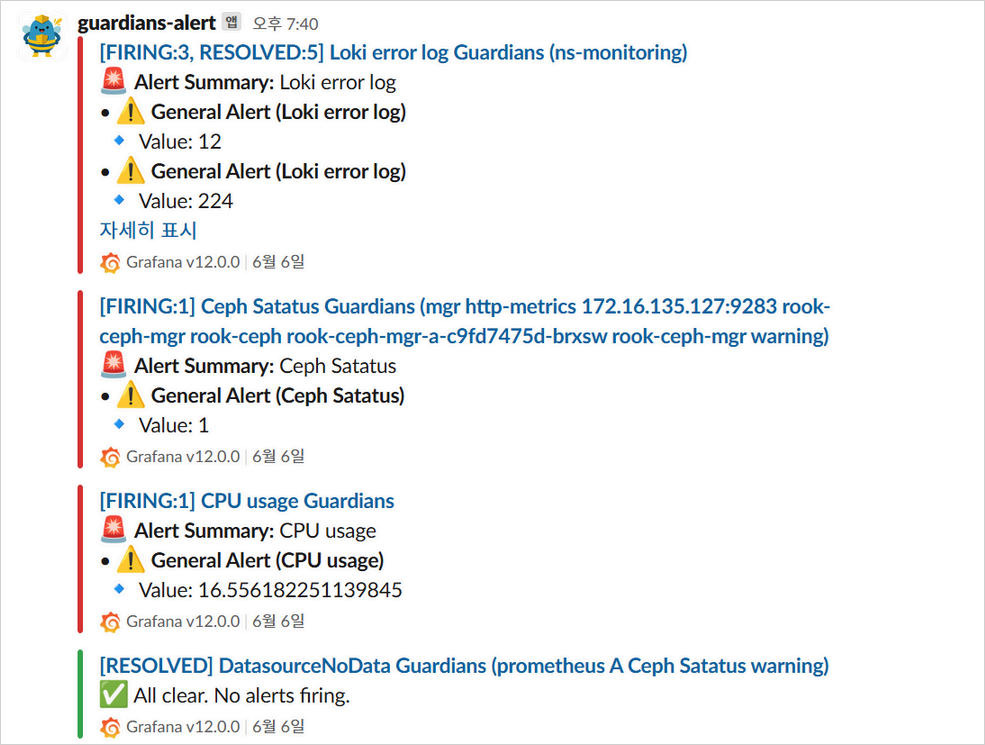 guardians-alert 앱 오후 7:40
[FIRING:3, RESOLVED:5] Loki error log Guardians (ns-monitoring)
Alert Summary: Loki error log
• General Alert (Loki error log)
Value: 12
• General Alert (Loki error log)
Value: 224
자세히 표시
Grafana v12.0.0 | 6월 6일
[FIRING:1] Ceph Satatus Guardians (mgr http-metrics 172.16.135.127:9283 rook-
ceph-mgr rook-ceph rook-ceph-mgr-a-c9fd7475d-brxsw rook-ceph-mgr warning)
Alert Summary: Ceph Satatus
• General Alert (Ceph Satatus)
Value: 1
Grafana v12.0.0 | 6월 6일
[FIRING:1] CPU usage Guardians
Alert Summary: CPU usage
• General Alert (CPU usage)
Value: 16.556182251139845
Grafana v12.0.0 | 6월 6일
[RESOLVED] DatasourceNoData Guardians (prometheus A Ceph Satatus warning)
All clear. No alerts firing.
Grafana v12.0.0 | 6월 6일